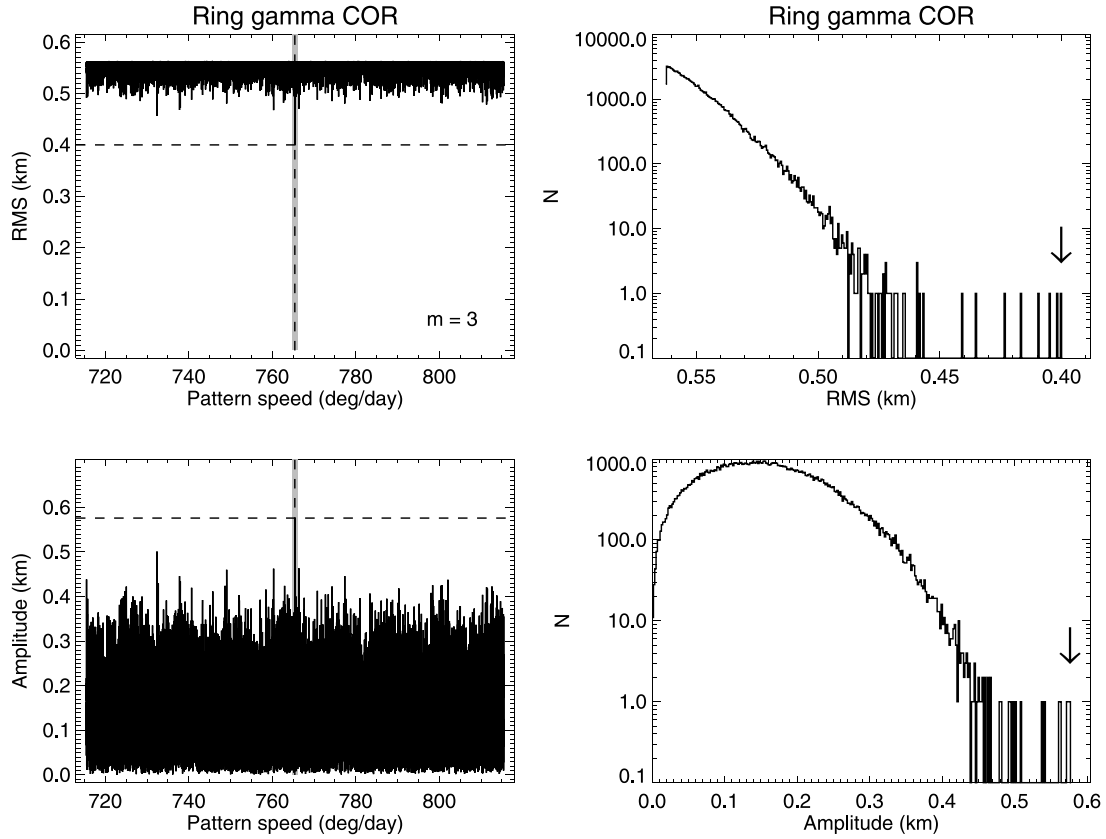 Ring gamma COR
0.6
0.5
0.4
0.3
0.2
0.1
0.0
RMS (km)
m = 3
720 740 760 780 800
Pattern speed (deg/day)
Ring gamma COR
10000.0
1000.0
100.0
10.0
1.0
0.1
N
0.55 0.50 0.45 0.40
RMS (km)
0.6
0.5
0.4
0.3
0.2
0.1
0.0
Amplitude (km)
720 740 760 780 800
Pattern speed (deg/day)
1000.0
100.0
10.0
1.0
0.1
N
0.0 0.1 0.2 0.3 0.4 0.5 0.6
Amplitude (km)